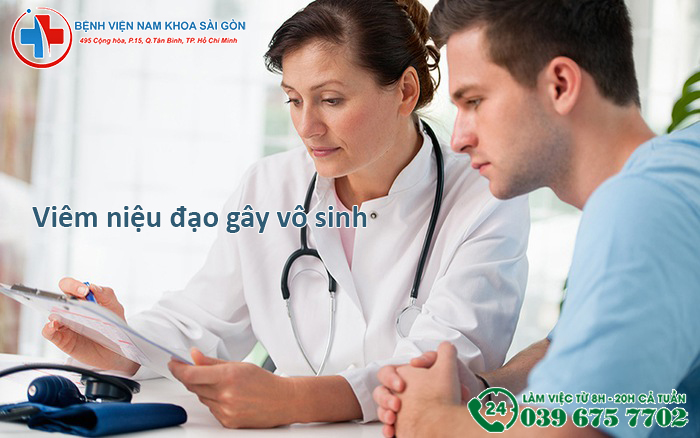 BỆNH VIỆN NAM KHOA SÀI GÒN
495 Cộng hòa, P.15, Q.Tân Bình, TP. Hồ Chí Minh
Viêm niệu đạo gây vô sinh
24
LÀM VIỆC TỪ 8H - 20H CẢ TUẦN
039 675 7702